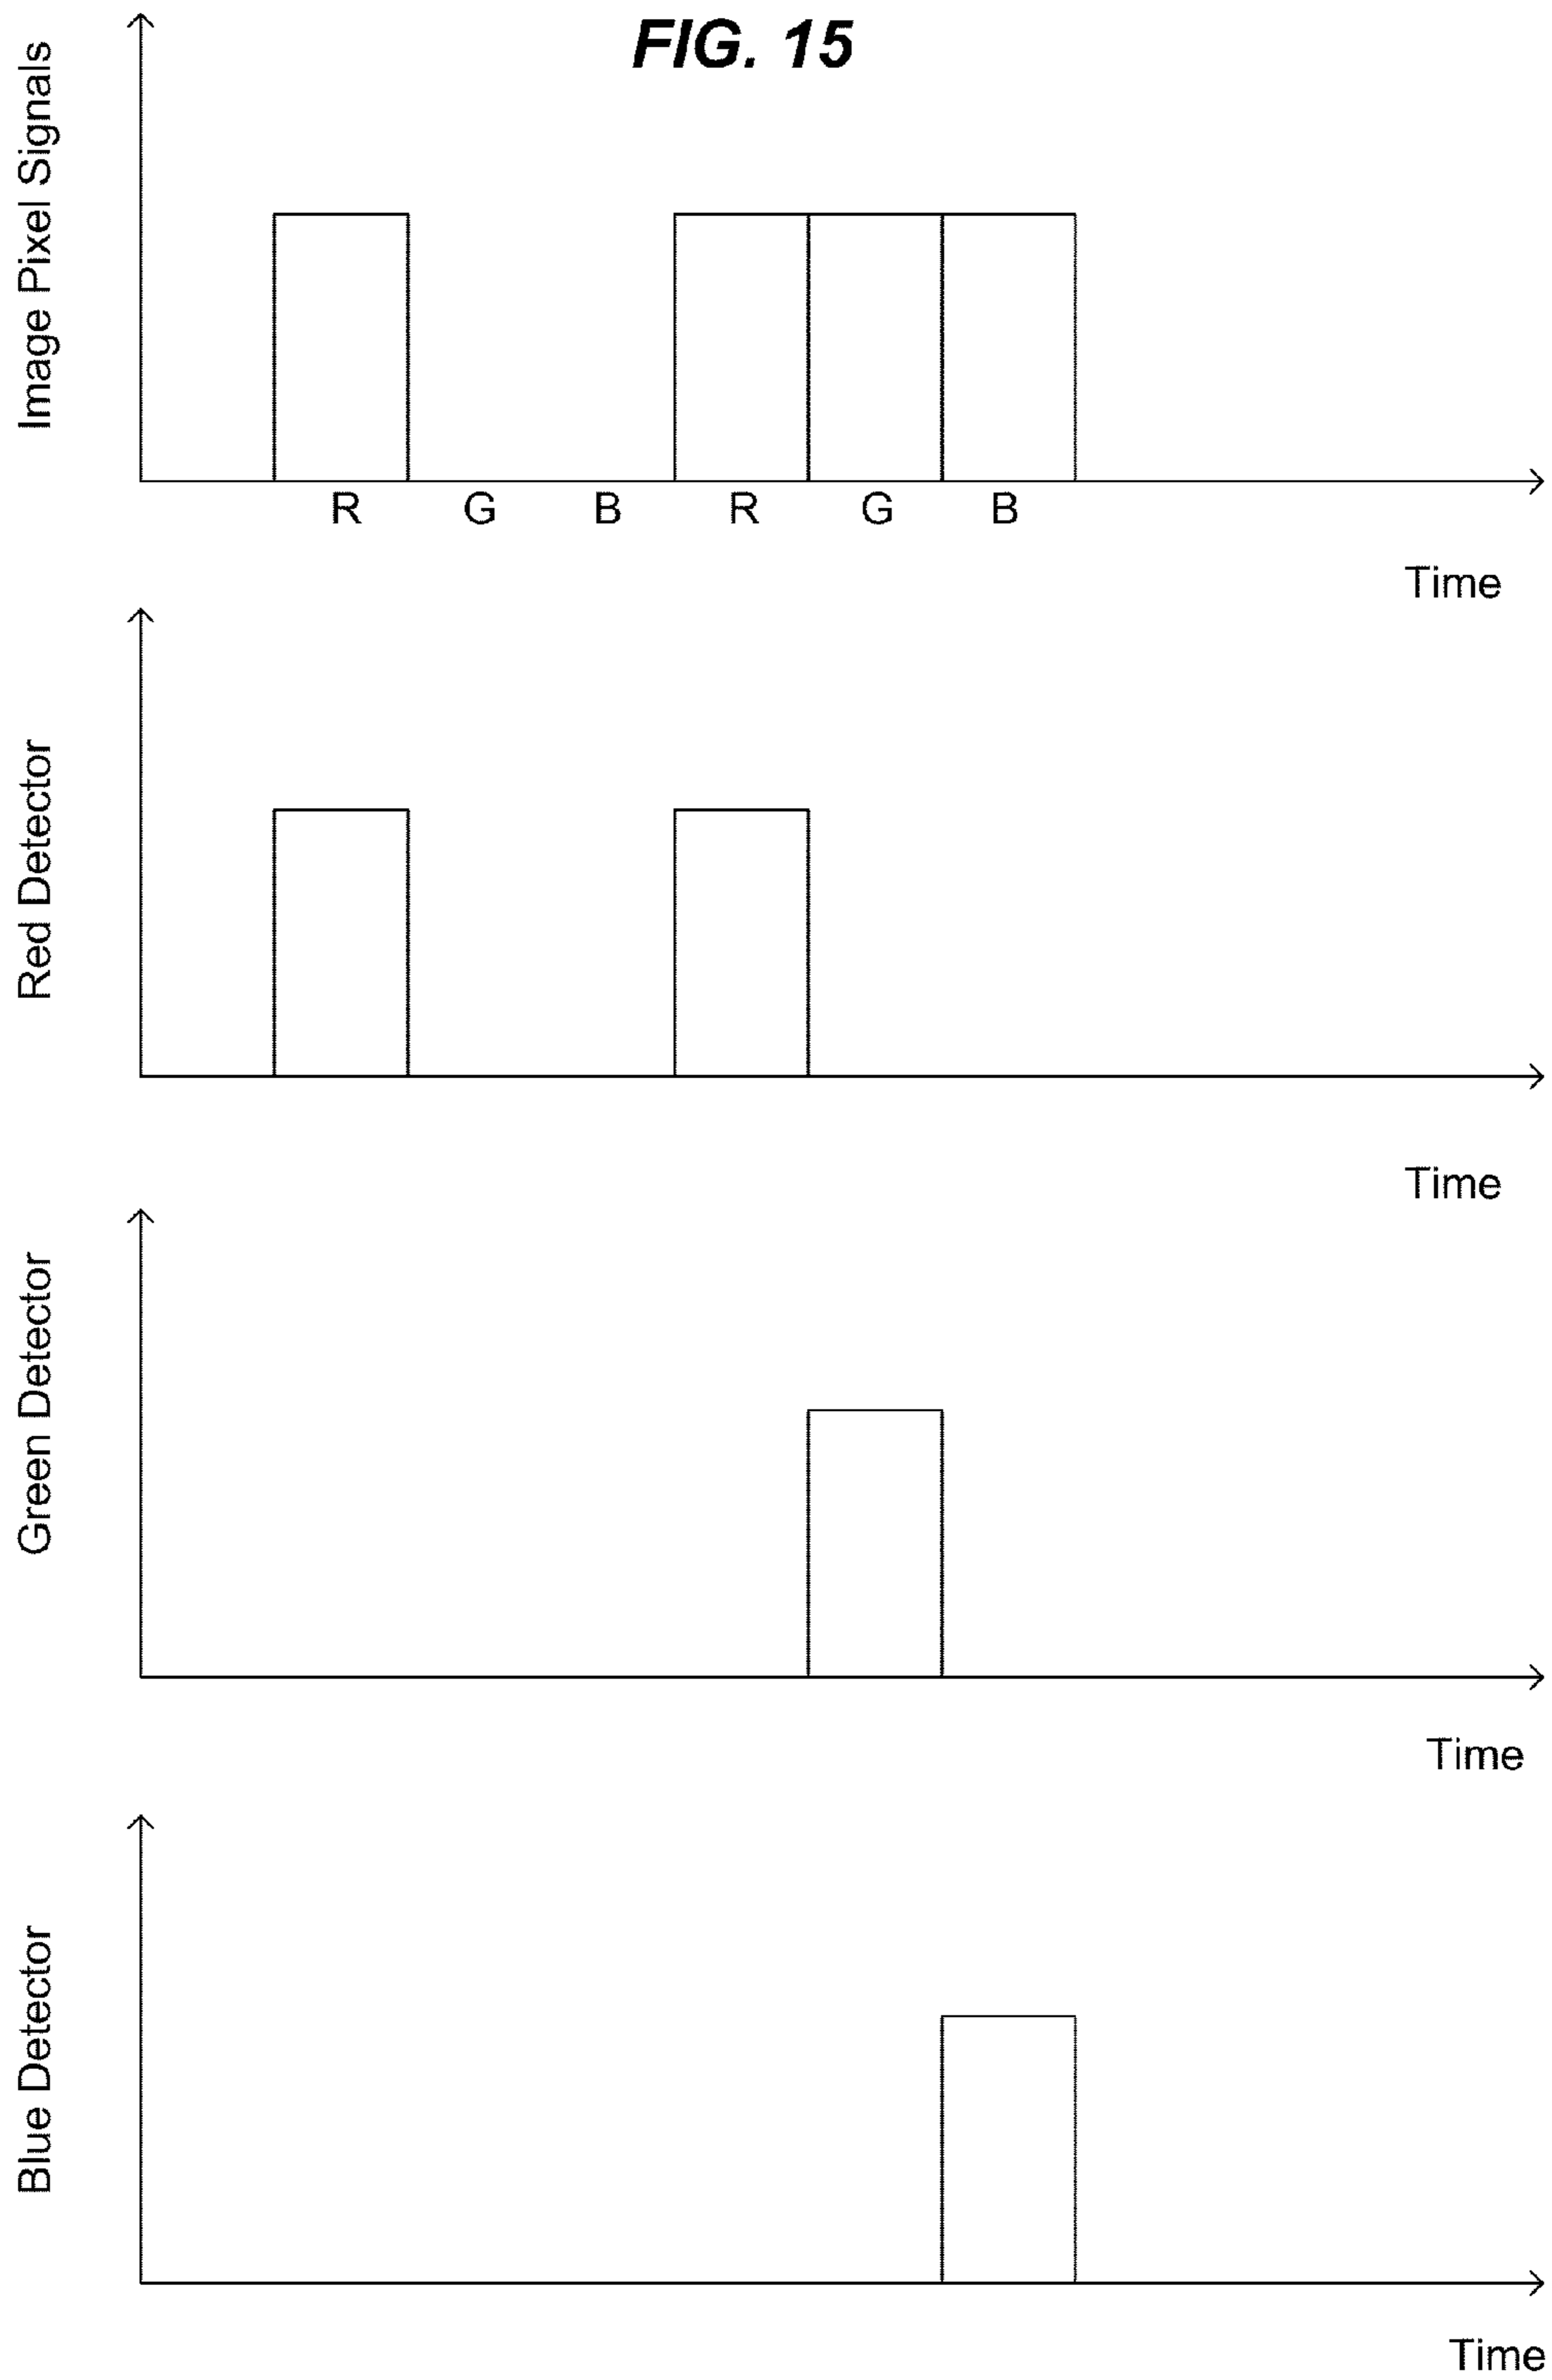 FIG. 15
Image Pixel Signals
R G B R G B
Time
Red Detector
Time
Green Detector
Time
Blue Detector
Time